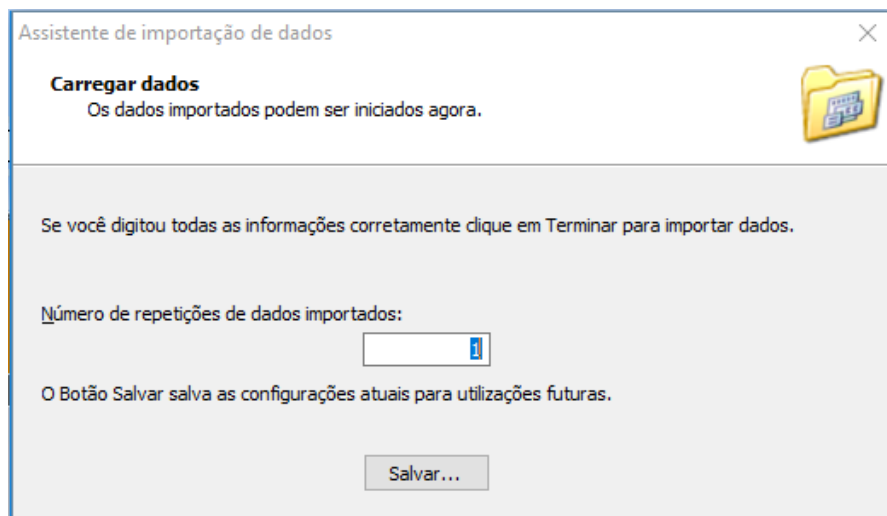 Assistente de importação de dados
Carregar dados
Os dados importados podem ser iniciados agora.
Se você digitou todas as informações corretamente clique em Terminar para importar dados.
Número de repetições de dados importados:
1
O Botão Salvar salva as configurações atuais para utilizações futuras.
Salvar...